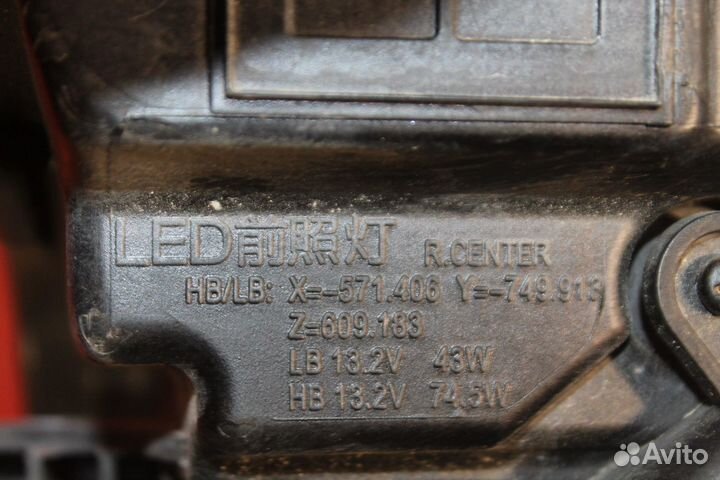 LED前照灯 R.CENTER
HB/LB: X=-571.406 Y=-749.913
Z=609.133
LB 13.2V 43W
HB 13.2V 74.5W
Avito